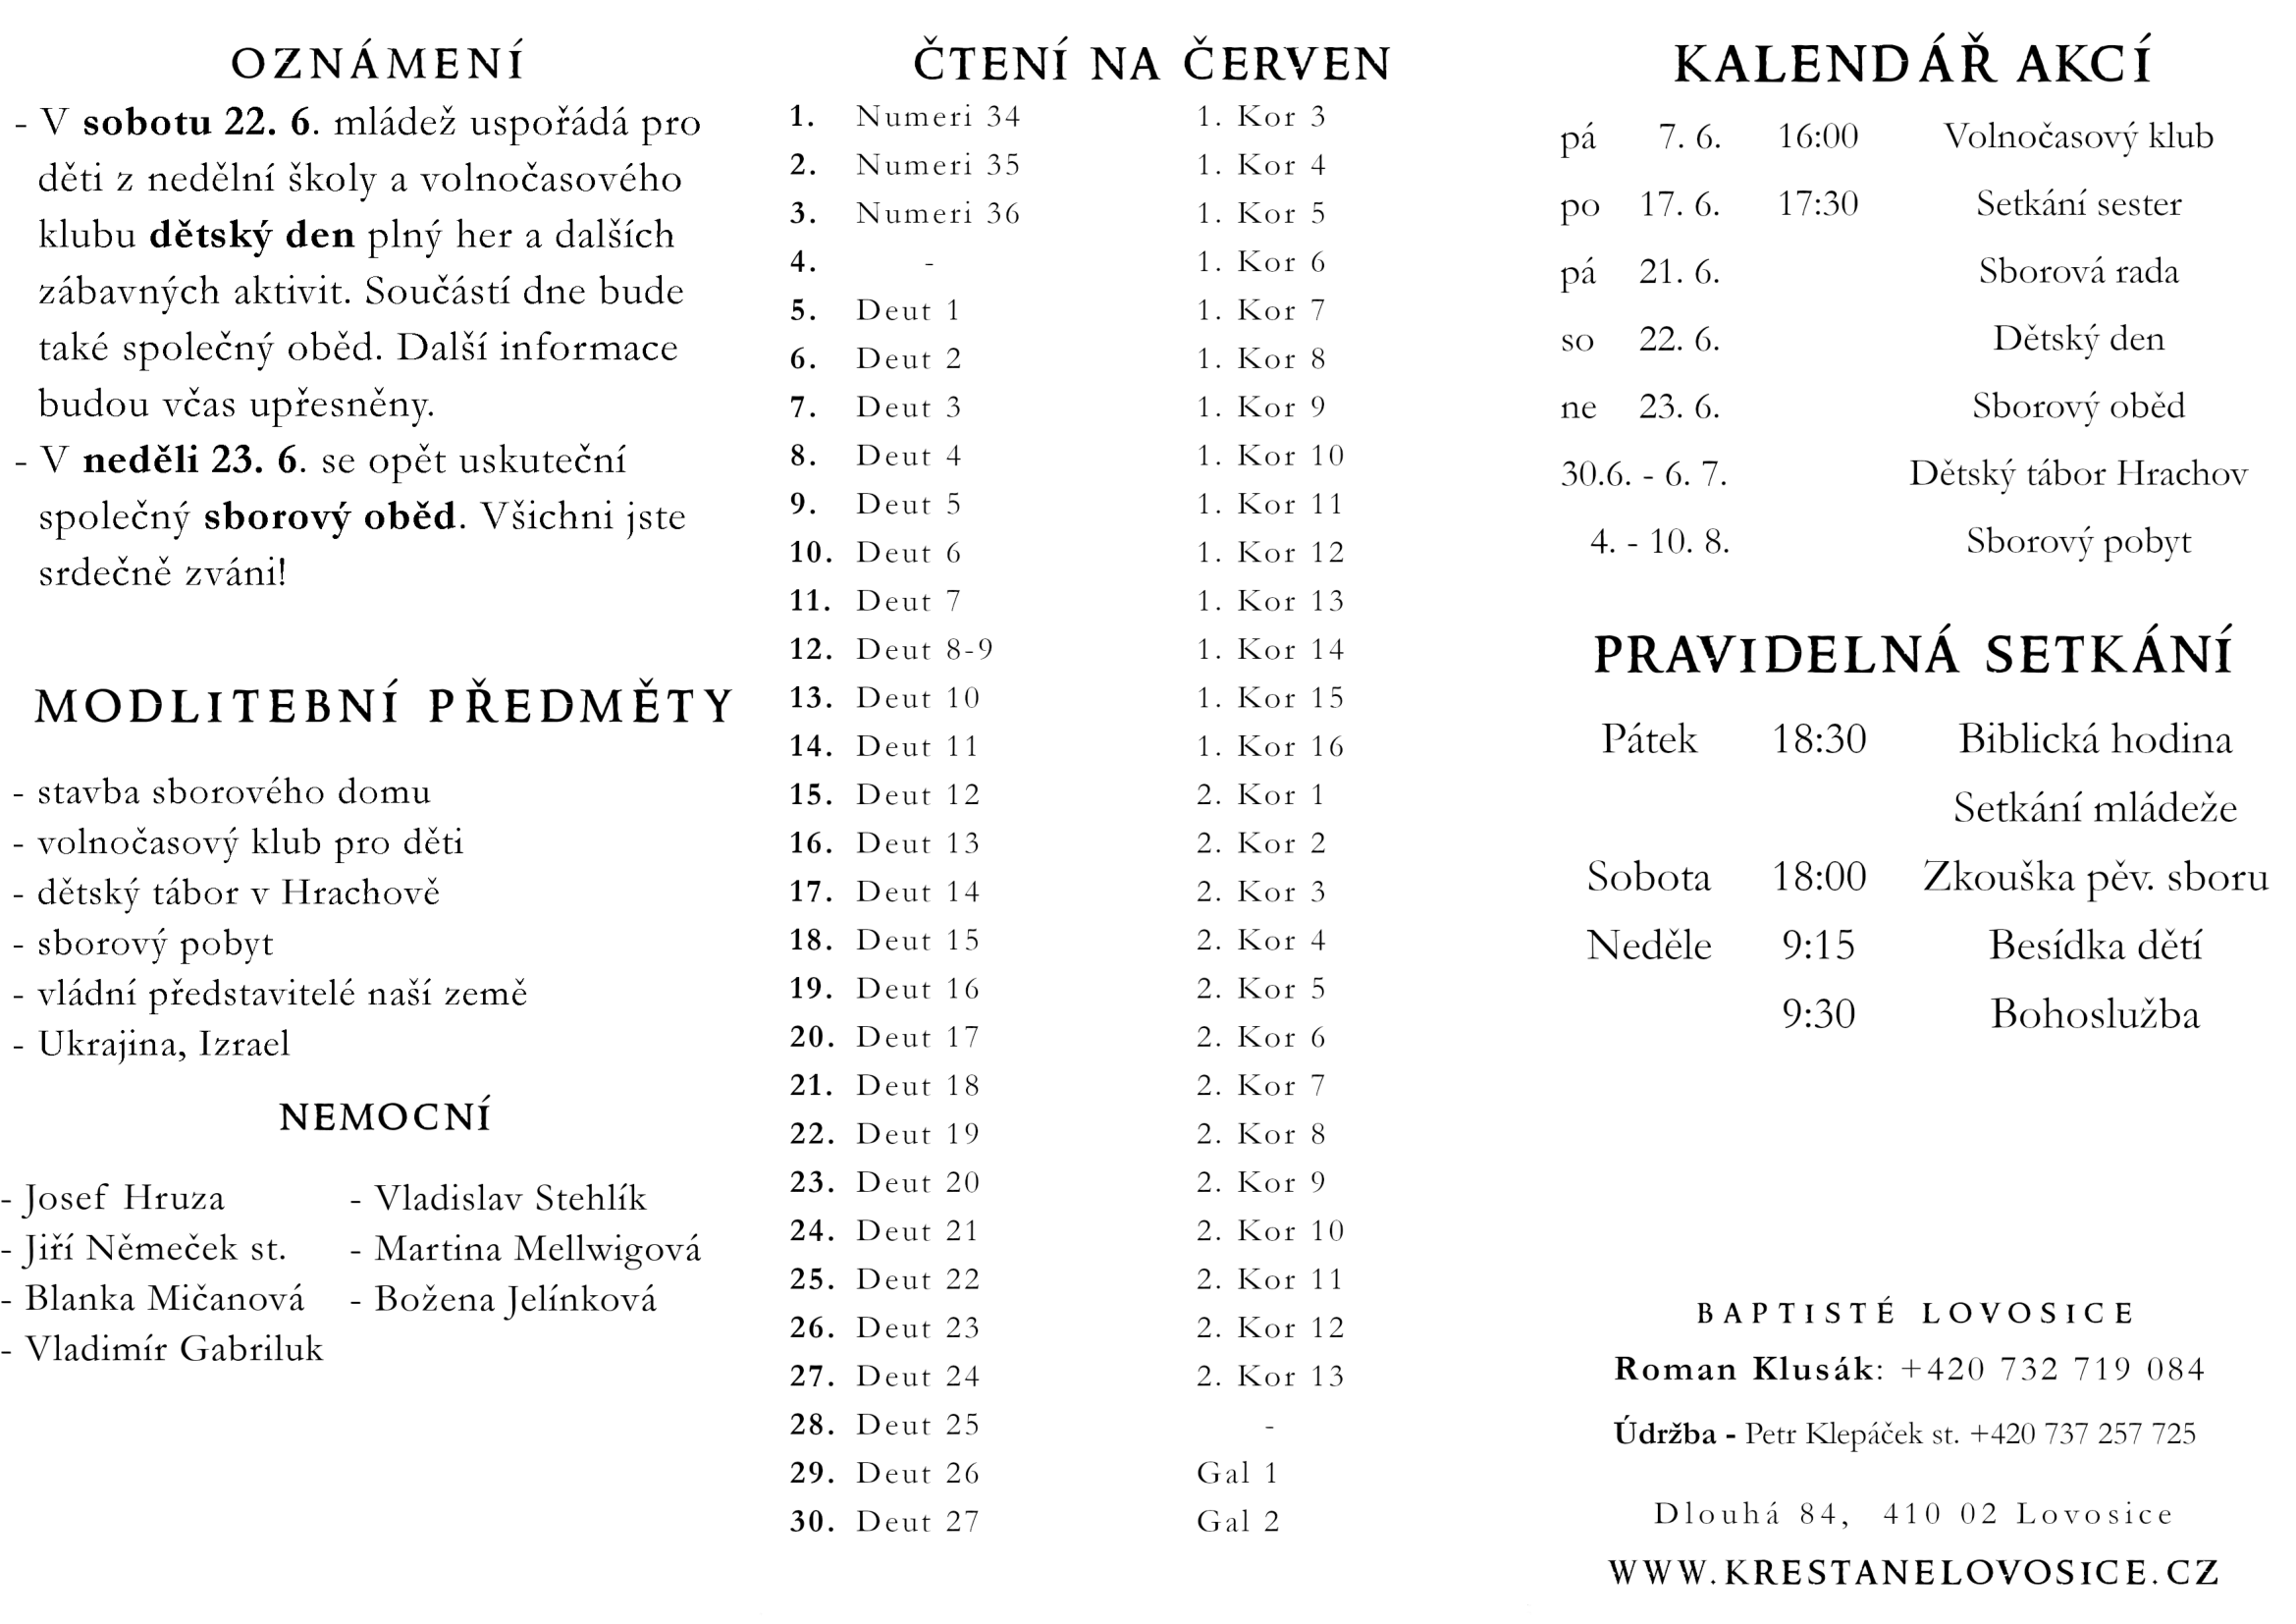 OZNÁMENÍ
- V sobotu 22. 6. mládež uspořádá pro
děti z nedělní školy a volnočasového
klubu dětský den plný her a dalších
zábavných aktivit. Součástí dne bude
také společný oběd. Další informace
budou včas upřesněny.
- V neděli 23. 6. se opět uskuteční
společný sborový oběd. Všichni jste
srdečně zváni!
MODLITEBNÍ PŘEDMĚTY
- stavba sborového domu
- volnočasový klub pro děti
- dětský tábor v Hrachově
- sborový pobyt
- vládní představitelé naší země
- Ukrajina, Izrael
NEMOCNÍ
- Josef Hruza
- Jiří Němeček st.
- Blanka Mičanová
- Vladimír Gabriluk
- Vladislav Stehlík
- Martina Mellwigová
- Božena Jelínková
ČTENÍ NA ČERVEN
1. Numeri 34 1. Kor 3
2. Numeri 35 1. Kor 4
3. Numeri 36 1. Kor 5
4. - 1. Kor 6
5. Deut 1 1. Kor 7
6. Deut 2 1. Kor 8
7. Deut 3 1. Kor 9
8. Deut 4 1. Kor 10
9. Deut 5 1. Kor 11
10. Deut 6 1. Kor 12
11. Deut 7 1. Kor 13
12. Deut 8-9 1. Kor 14
13. Deut 10 1. Kor 15
14. Deut 11 1. Kor 16
15. Deut 12 2. Kor 1
16. Deut 13 2. Kor 2
17. Deut 14 2. Kor 3
18. Deut 15 2. Kor 4
19. Deut 16 2. Kor 5
20. Deut 17 2. Kor 6
21. Deut 18 2. Kor 7
22. Deut 19 2. Kor 8
23. Deut 20 2. Kor 9
24. Deut 21 2. Kor 10
25. Deut 22 2. Kor 11
26. Deut 23 2. Kor 12
27. Deut 24 2. Kor 13
28. Deut 25 -
29. Deut 26 Gal 1
30. Deut 27 Gal 2
KALENDÁŘ AKCÍ
pá 7. 6. 16:00 Volnočasový klub
po 17. 6. 17:30 Setkání sester
pá 21. 6. Sborová rada
so 22. 6. Dětský den
ne 23. 6. Sborový oběd
30.6. - 6. 7. Dětský tábor Hrachov
4. - 10. 8. Sborový pobyt
PRAVIDELNÁ SETKÁNÍ
Pátek 18:30 Biblická hodina
Setkání mládeže
Sobota 18:00 Zkouška pěv. sboru
Neděle 9:15 Besídka dětí
9:30 Bohoslužba
BAPTISTÉ LOVOSICE
Roman Klusák: +420 732 719 084
Údržba - Petr Klepáček st. +420 737 257 725
Dlouhá 84, 410 02 Lovosice
WWW.KRESTANELOVOSICE.CZ